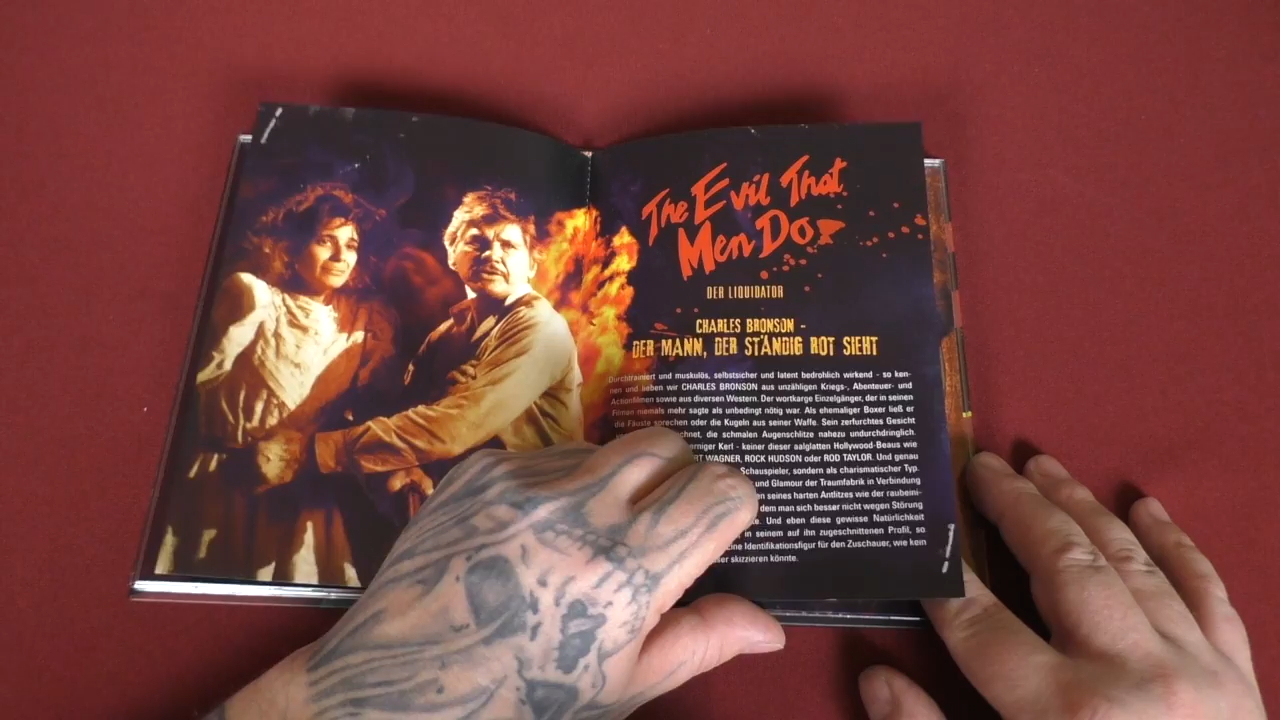 The Evil That
Men Do
DER LIQUIDATOR
CHARLES BRONSON -
DER MANN, DER STÄNDIG ROT SIEHT
Durchtrainiert und muskulös, selbstsicher und latent bedrohlich wirkend - so ken-
nen und lieben wir CHARLES BRONSON aus unzähligen Kriegs-, Abenteuer- und
Actionfilmen sowie aus diversen Western. Der wortkarge Einzelgänger, der in seinen
Filmen niemals mehr sagte als unbedingt nötig war. Als ehemaliger Boxer ließ er
die Fäuste sprechen oder die Kugeln aus seiner Waffe. Sein zerfurchtes Gesicht
die schmalen Augenschlitze nahezu undurchdringlich.
Kerl - keiner dieser aalglatten Hollywood-Beaus wie
WAGNER, ROCK HUDSON oder ROD TAYLOR. Und genau
Schauspieler, sondern als charismatischer Typ.
und Glamour der Traumfabrik in Verbindung
seines harten Antlitzes wie der raubeini-
dem man sich besser nicht wegen Störung
Und eben diese gewisse Natürlichkeit
in seinem auf ihn zugeschnittenen Profil, so
eine Identifikationsfigur für den Zuschauer, wie kein
skizzieren könnte.